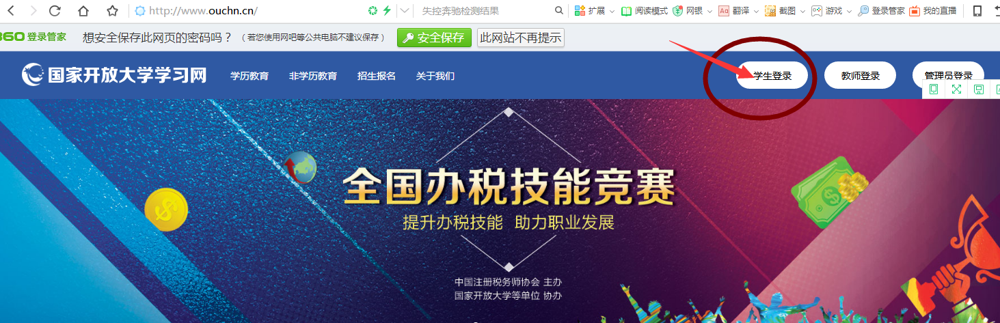 http://www.ouchn.cn/ 失控奔驰检测结果 扩展 阅读模式 网银 Aa 翻译 截图 游戏 登录管家 我的直播
360 登录管家 想安全保存此网页的密码吗？ （若您使用网吧等公共电脑不建议保存） 安全保存 此网站不再提示
国家开放大学学习网 学历教育 非学历教育 招生报名 关于我们 学生登录 教师登录 管理员登录
全国办税技能竞赛
提升办税技能 助力职业发展
中国注册税务师协会 主办
国家开放大学等单位 协办